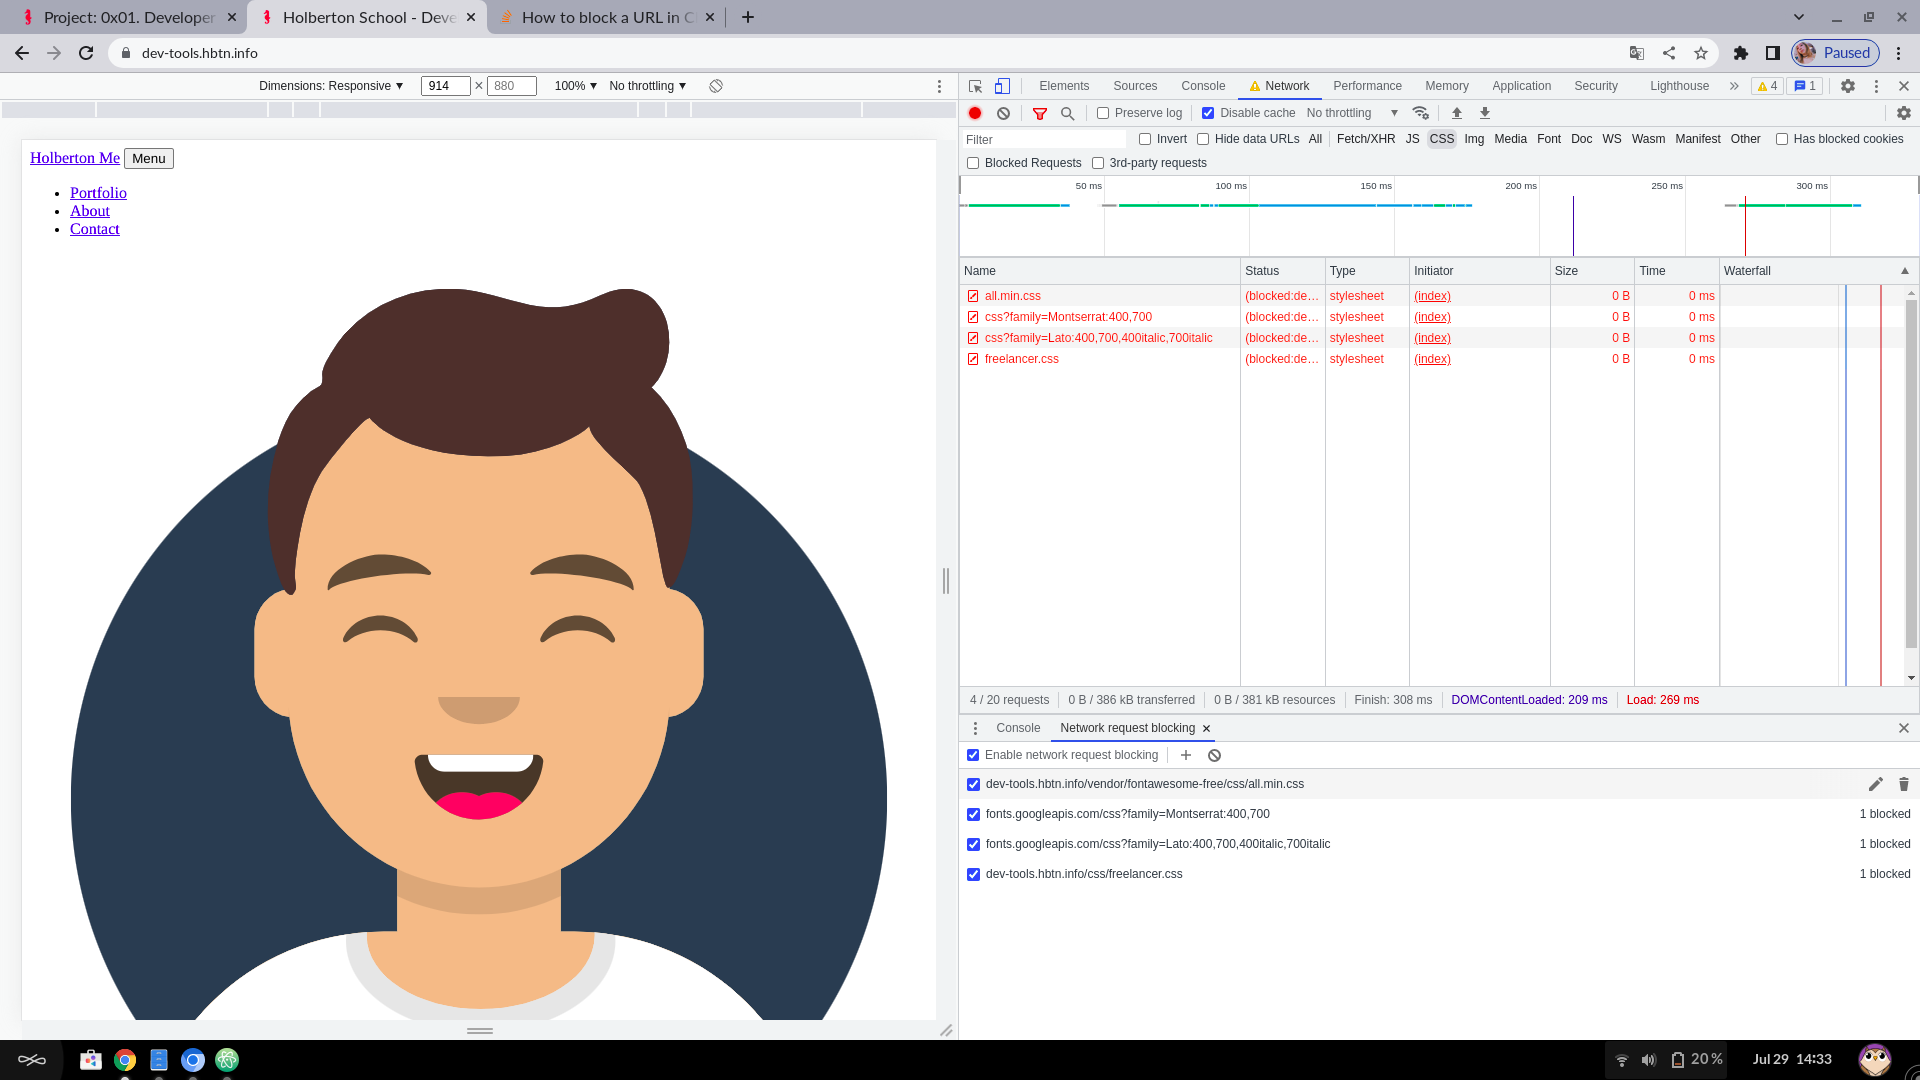 Project: 0x01. Developer
Holberton School - Deve
How to block a URL in C
dev-tools.hbtn.info
Paused
Dimensions: Responsive
914 × 880
100%
No throttling
Elements
Sources
Console
Network
Performance
Memory
Application
Security
Lighthouse
4
1
Preserve log
Disable cache
No throttling
Filter
Invert
Hide data URLs
All
Fetch/XHR
JS
CSS
Img
Media
Font
Doc
WS
Wasm
Manifest
Other
Has blocked cookies
Blocked Requests
3rd-party requests
50 ms
100 ms
150 ms
200 ms
250 ms
300 ms
Name Status Type Initiator Size Time Waterfall
all.min.css (blocked:de... stylesheet (index) 0 B 0 ms
css?family=Montserrat:400,700 (blocked:de... stylesheet (index) 0 B 0 ms
css?family=Lato:400,700,400italic,700italic (blocked:de... stylesheet (index) 0 B 0 ms
freelancer.css (blocked:de... stylesheet (index) 0 B 0 ms
4 / 20 requests
0 B / 386 kB transferred
0 B / 381 kB resources
Finish: 308 ms
DOMContentLoaded: 209 ms
Load: 269 ms
Console
Network request blocking
Enable network request blocking
dev-tools.hbtn.info/vendor/fontawesome-free/css/all.min.css
fonts.googleapis.com/css?family=Montserrat:400,700 1 blocked
fonts.googleapis.com/css?family=Lato:400,700,400italic,700italic 1 blocked
dev-tools.hbtn.info/css/freelancer.css 1 blocked
Holberton Me Menu
Portfolio
About
Contact
20 %
Jul 29 14:33